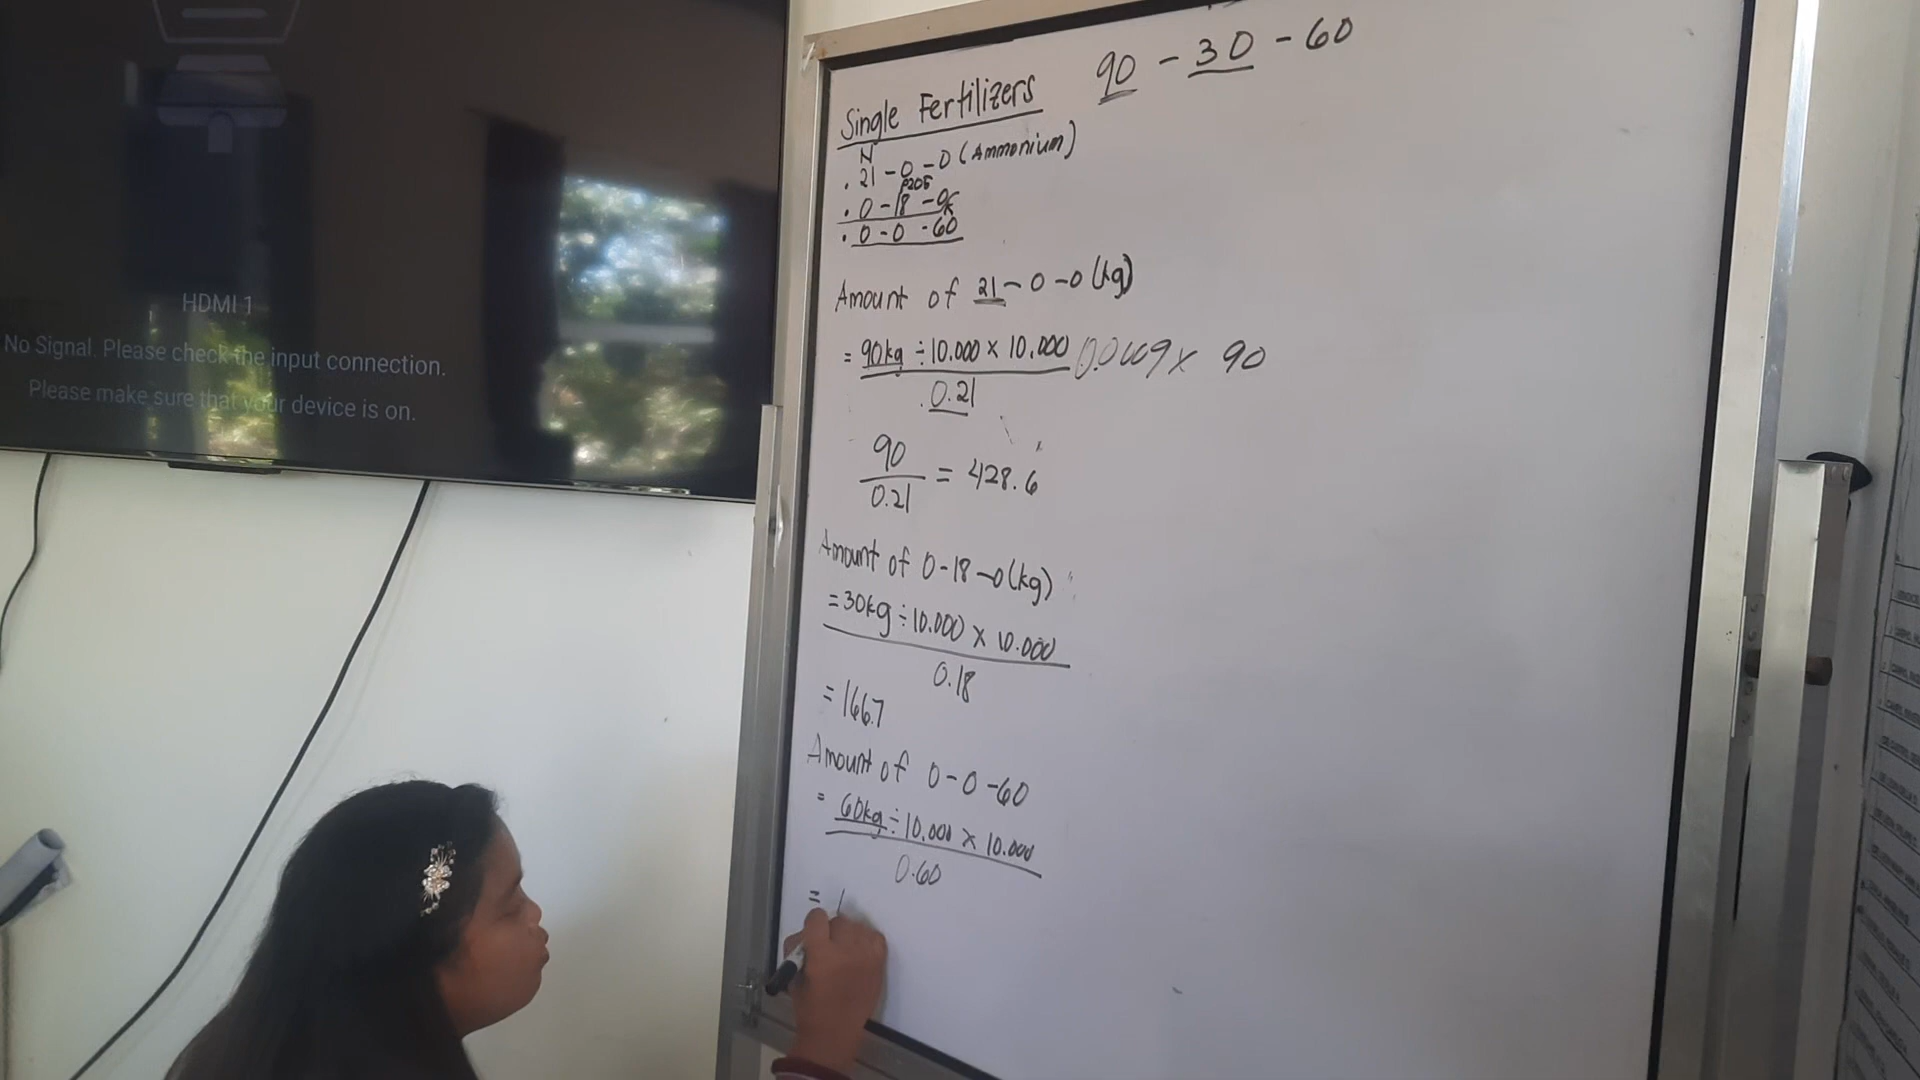 HDMI 1
No Signal. Please check the input connection.
Please make sure that your device is on.
90 - 30 - 60
Single Fertilizers
N
. 21 - 0 - 0 (Ammonium)
P205
. 0 - 18 - 0
. 0 - 0 - 60
Amount of 21 - 0 - 0 (kg)
= 90kg ÷ 10.000 x 10.000
x 90
0.21
90
0.21
= 428.6
Amount of 0 - 18 - 0 (kg)
= 30kg ÷ 10.000 x 10.000
0.18
= 166.7
Amount of 0 - 0 - 60
= 60kg ÷ 10.000 x 10.000
0.60
= 1